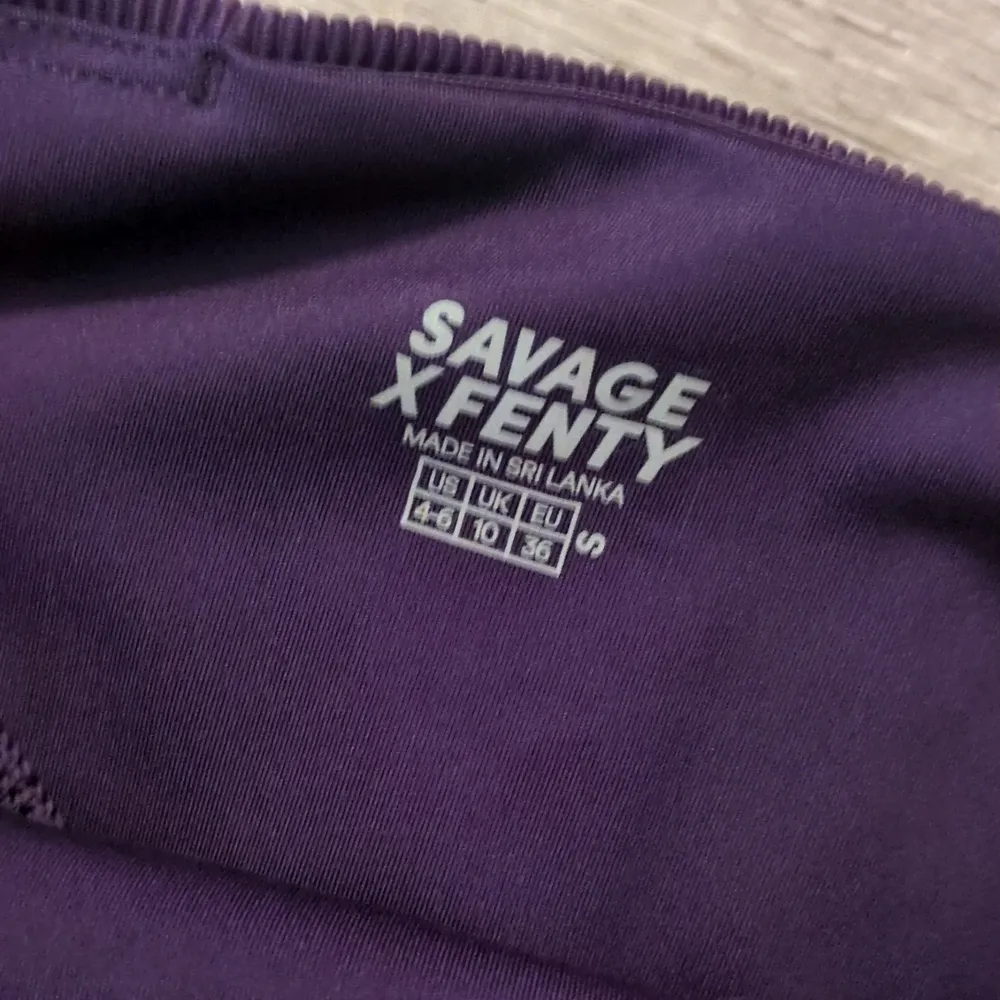 SAVAGE
X FENTY
MADE IN SRI LANKA
US UK EU
4-6 10 36 S